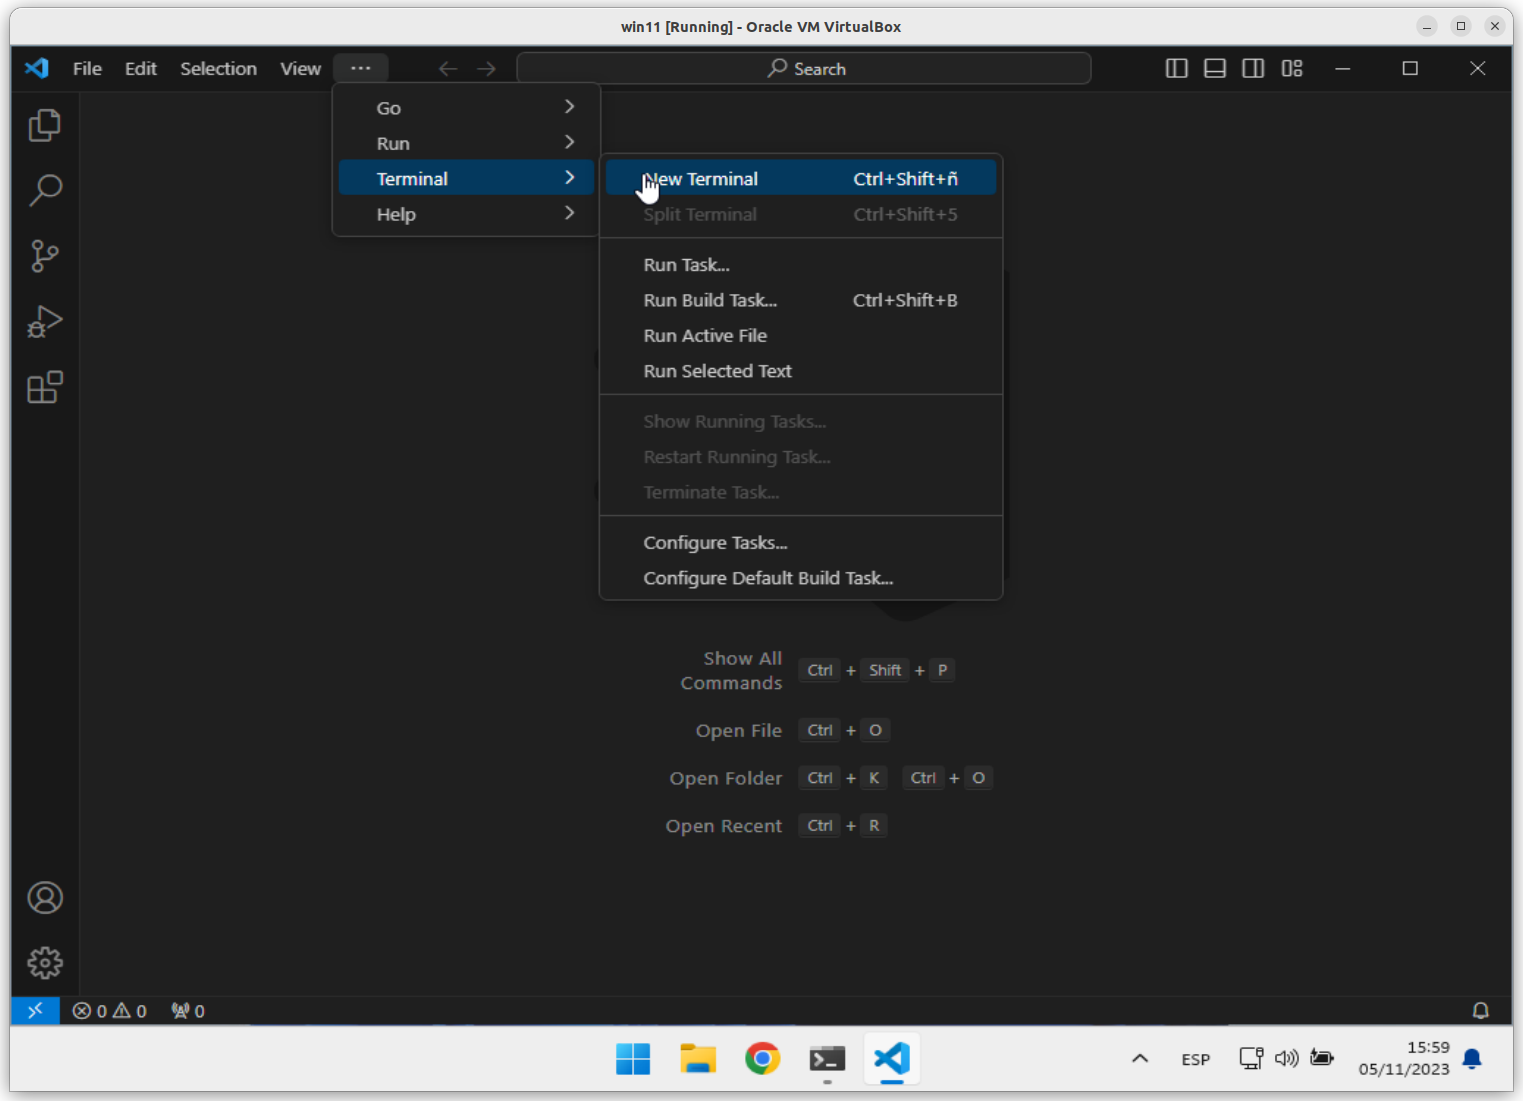 win11 [Running] - Oracle VM VirtualBox
File Edit Selection View ··· Search
Go
Run
Terminal
Help
New Terminal Ctrl+Shift+ñ
Split Terminal Ctrl+Shift+5
Run Task...
Run Build Task... Ctrl+Shift+B
Run Active File
Run Selected Text
Show Running Tasks...
Restart Running Task...
Terminate Task...
Configure Tasks...
Configure Default Build Task...
Show All
Commands Ctrl + Shift + P
Open File Ctrl + O
Open Folder Ctrl + K Ctrl + O
Open Recent Ctrl + R
0 0 0
ESP
15:59
05/11/2023